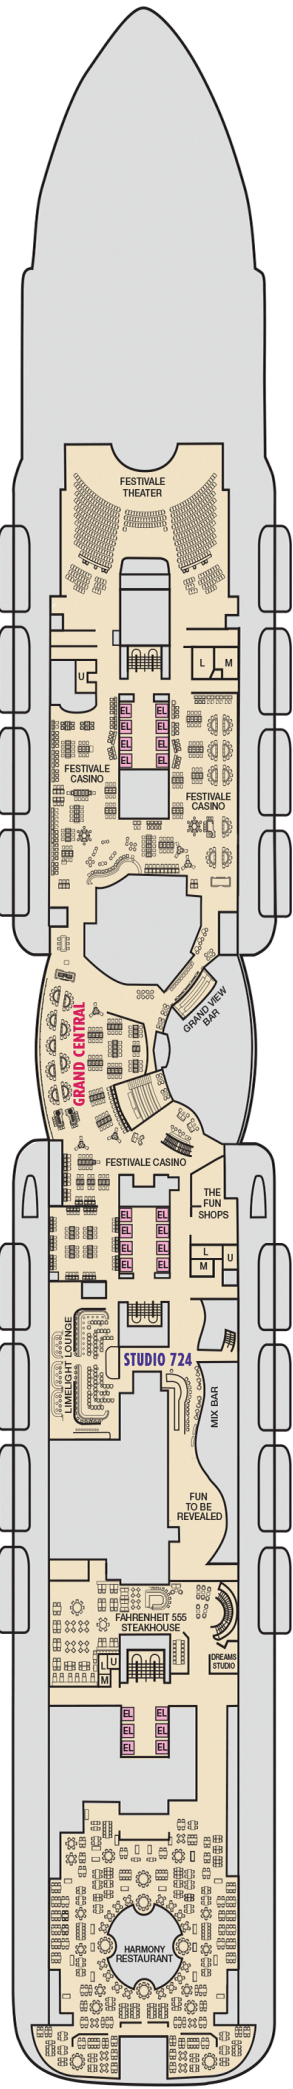 FESTIVALE
THEATER
L M
U
EL EL
EL EL
EL EL
EL EL
FESTIVALE
CASINO
FESTIVALE
CASINO
GRAND VIEW
BAR
GRAND CENTRAL
FESTIVALE CASINO
THE
FUN
SHOPS
EL EL
EL EL
EL EL
EL EL
L
U
M
LIMELIGHT LOUNGE
STUDIO 724
MIX BAR
FUN
TO BE
REVEALED
FAHRENHEIT 555
STEAKHOUSE
DREAMS
STUDIO
L U
M
EL EL
EL EL
EL EL
HARMONY
RESTAURANT